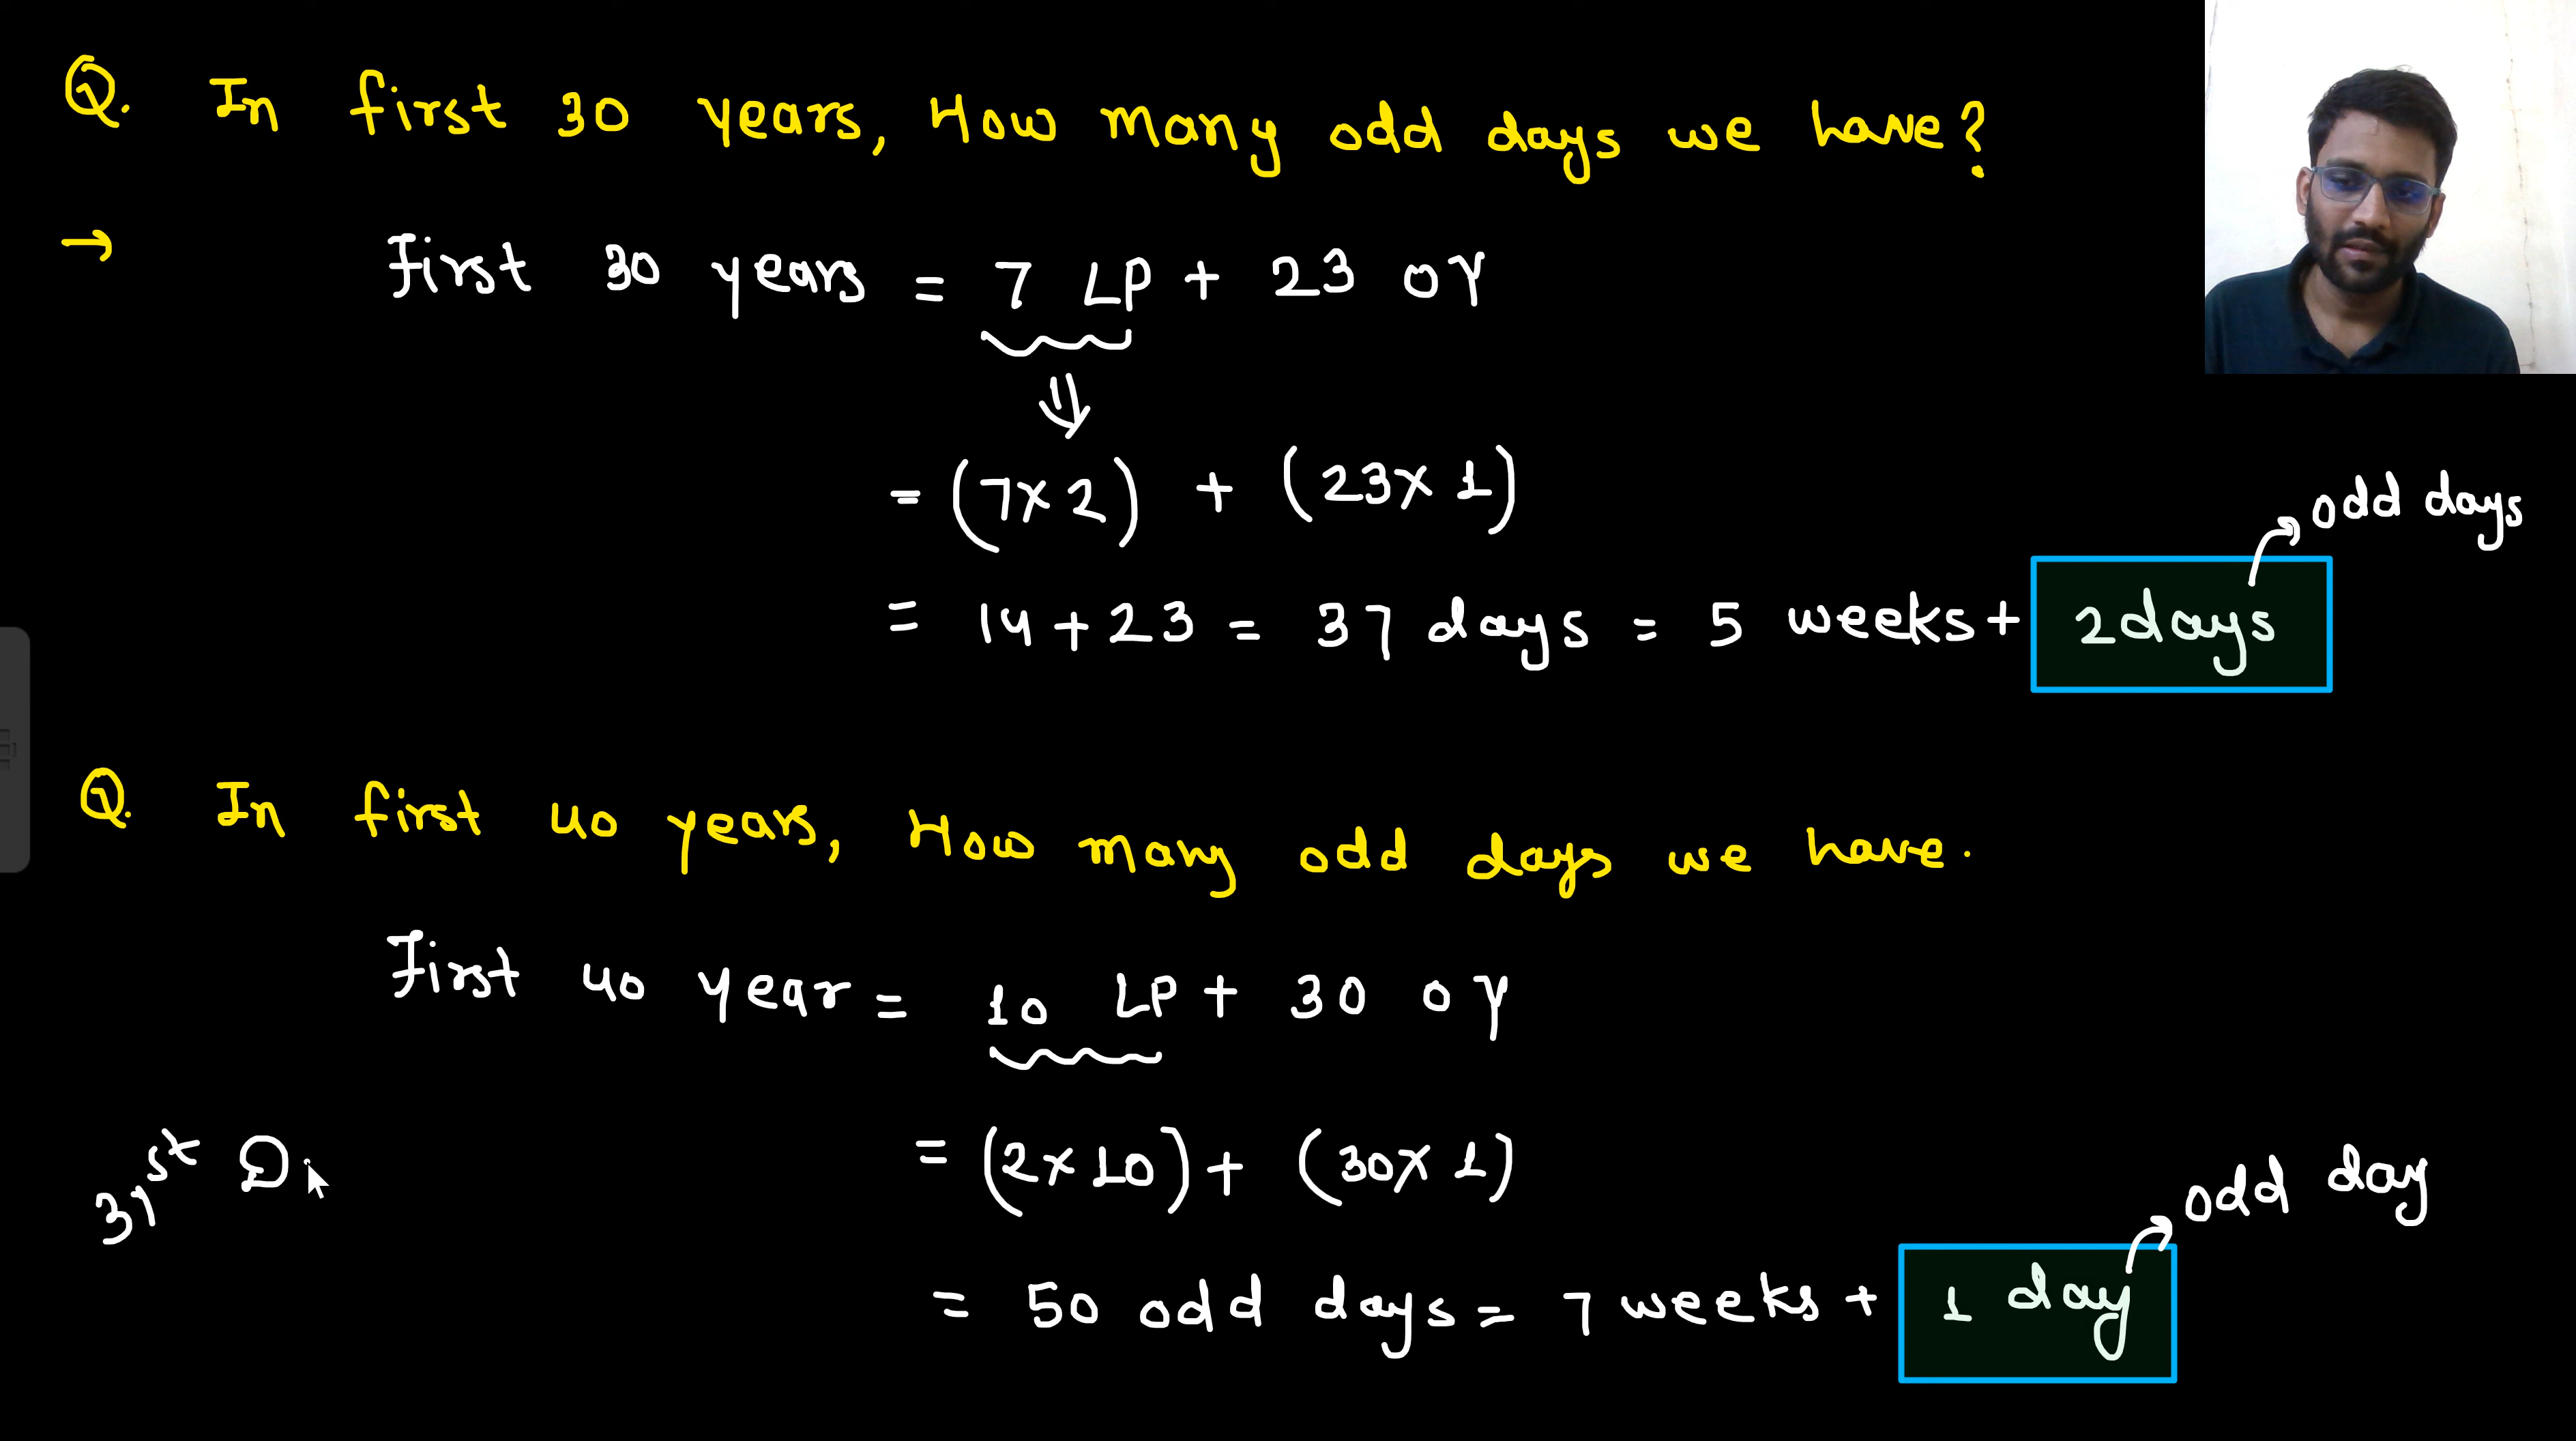 Q. In first 30 years, How many odd days we have?
→ First 30 years = 7 LP + 23 OY
⇓
= (7×2) + (23×1)
odd days
= 14 + 23 = 37 days = 5 weeks + 2 days
Q. In first 40 years, How many odd days we have.
First 40 year = 10 LP + 30 OY
31st D
= (2×10) + (30×1)
odd day
= 50 odd days = 7 weeks + 1 day